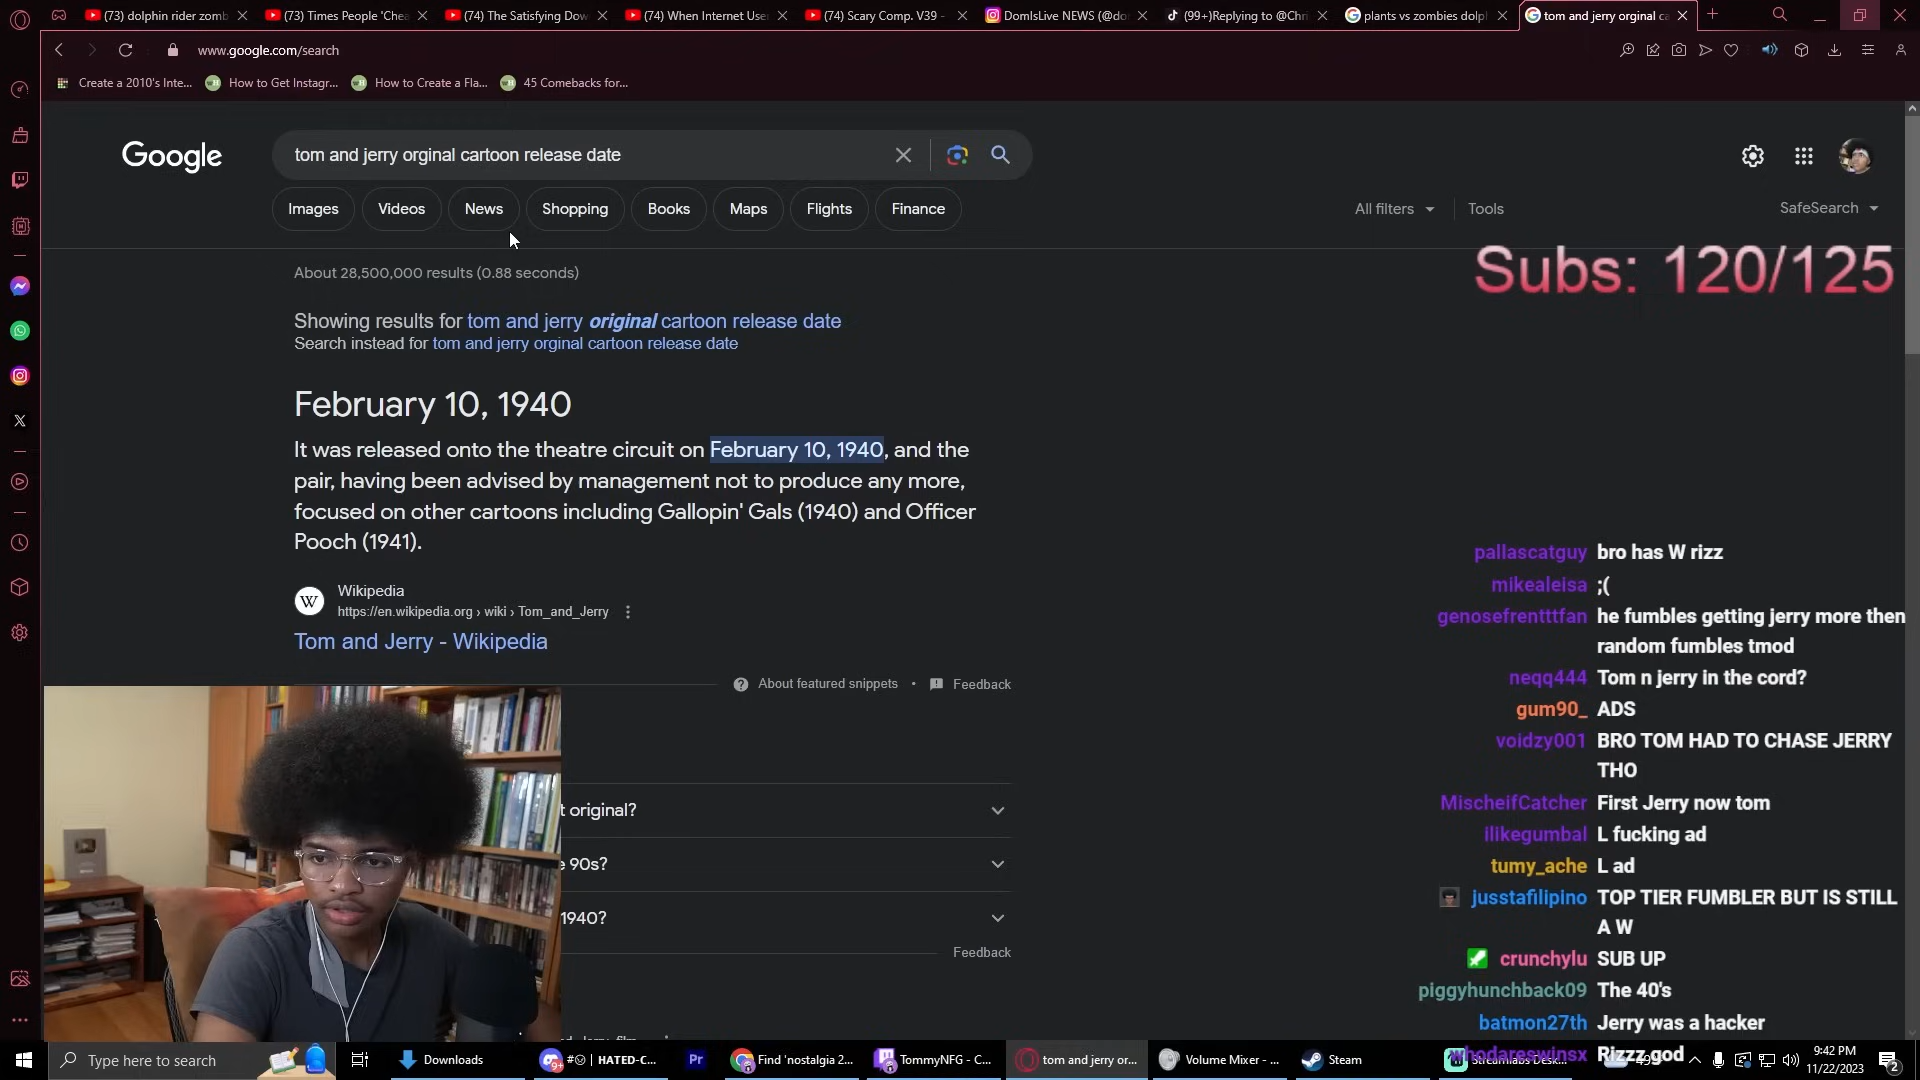 (73) dolphin rider zomb
(73) Times People 'Chea
(74) The Satisfying Dow
(74) When Internet Use
(74) Scary Comp. V39 -
DomIsLive NEWS (@do
(99+)Replying to @Chri
plants vs zombies dolp
tom and jerry orginal ca
www.google.com/search
Create a 2010's Inte...
How to Get Instagr...
How to Create a Fla...
45 Comebacks for...
Google
tom and jerry orginal cartoon release date
Images
Videos
News
Shopping
Books
Maps
Flights
Finance
All filters
Tools
SafeSearch
About 28,500,000 results (0.88 seconds)
Subs: 120/125
Showing results for tom and jerry original cartoon release date
Search instead for tom and jerry orginal cartoon release date
February 10, 1940
It was released onto the theatre circuit on February 10, 1940, and the
pair, having been advised by management not to produce any more,
focused on other cartoons including Gallopin' Gals (1940) and Officer
Pooch (1941).
W
Wikipedia
https://en.wikipedia.org › wiki › Tom_and_Jerry
Tom and Jerry - Wikipedia
About featured snippets • Feedback
t original?
e 90s?
1940?
Feedback
pallascatguy bro has W rizz
mikealeisa ;(
genosefrentttfan he fumbles getting jerry more then
random fumbles tmod
neqq444 Tom n jerry in the cord?
gum90_ ADS
voidzy001 BRO TOM HAD TO CHASE JERRY
THO
MischeifCatcher First Jerry now tom
ilikegumbal L fucking ad
tumy_ache L ad
jusstafilipino TOP TIER FUMBLER BUT IS STILL
A W
crunchylu SUB UP
piggyhunchback09 The 40's
batmon27th Jerry was a hacker
whodareswinsx Rizzz god
Type here to search
Downloads
# | HATED-C...
Pr
Find 'nostalgia 2...
TommyNFG - C...
tom and jerry or...
Volume Mixer - ...
Steam
9:42 PM
11/22/2023
2